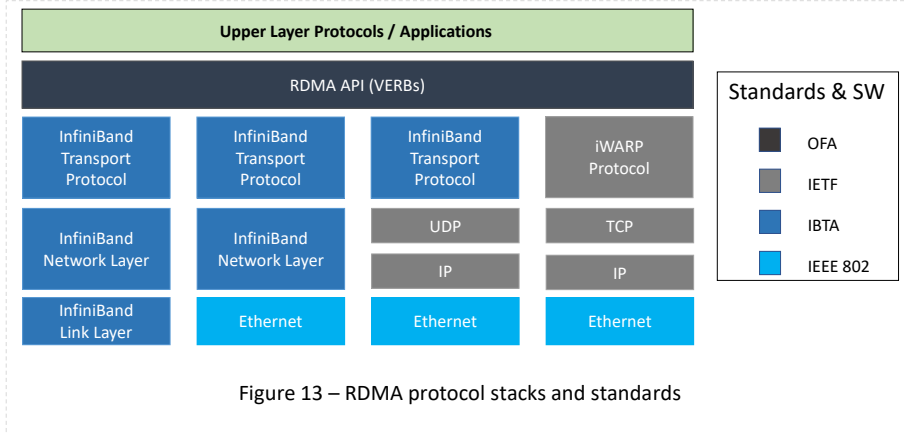 Upper Layer Protocols / Applications
RDMA API (VERBs)
InfiniBand
Transport
Protocol
InfiniBand
Transport
Protocol
InfiniBand
Transport
Protocol
iWARP
Protocol
InfiniBand
Network Layer
InfiniBand
Network Layer
UDP
TCP
IP
IP
InfiniBand
Link Layer
Ethernet
Ethernet
Ethernet
Standards & SW
OFA
IETF
IBTA
IEEE 802
Figure 13 – RDMA protocol stacks and standards